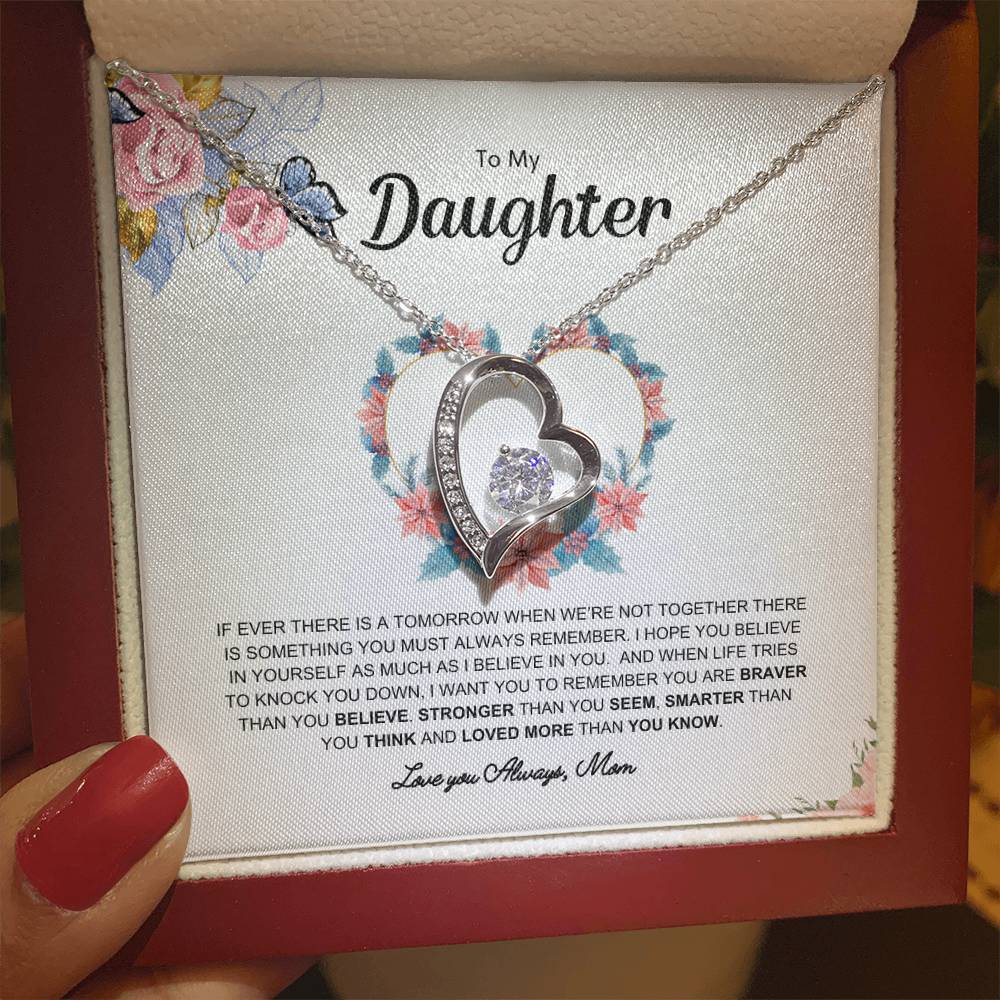 To My
Daughter
IF EVER THERE IS A TOMORROW WHEN WE'RE NOT TOGETHER THERE
IS SOMETHING YOU MUST ALWAYS REMEMBER. I HOPE YOU BELIEVE
IN YOURSELF AS MUCH AS I BELIEVE IN YOU.  AND WHEN LIFE TRIES
TO KNOCK YOU DOWN, I WANT YOU TO REMEMBER YOU ARE BRAVER
THAN YOU BELIEVE. STRONGER THAN YOU SEEM, SMARTER THAN
YOU THINK AND LOVED MORE THAN YOU KNOW.
Love you Always, Mom